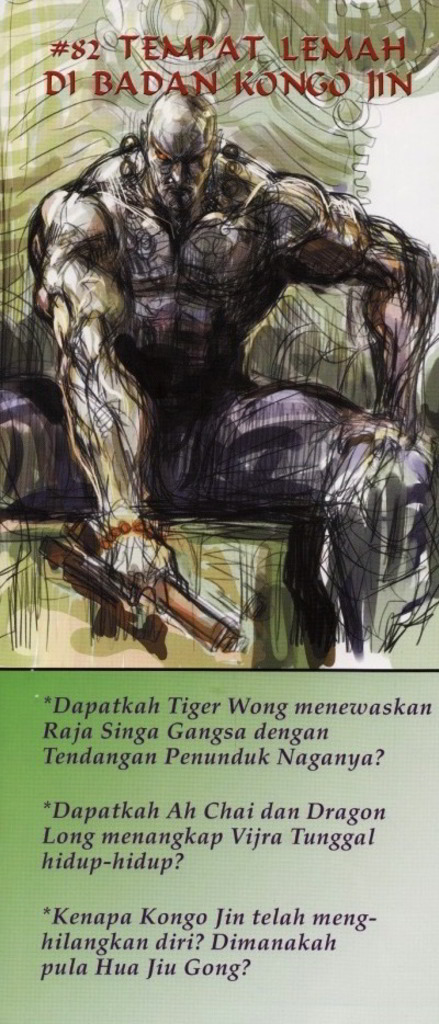 #82 TEMPAT LEMAH
DI BADAN KONGO JIN
*Dapatkah Tiger Wong menewaskan
Raja Singa Gangsa dengan
Tendangan Penunduk Naganya?
*Dapatkah Ah Chai dan Dragon
Long menangkap Vijra Tunggal
hidup-hidup?
*Kenapa Kongo Jin telah meng-
hilangkan diri? Dimanakah
pula Hua Jiu Gong?